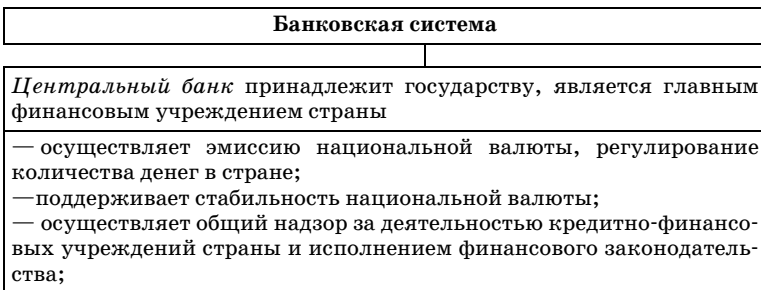 Банковская система
Центральный банк принадлежит государству, является главным
финансовым учреждением страны
— осуществляет эмиссию национальной валюты, регулирование
количества денег в стране;
—поддерживает стабильность национальной валюты;
— осуществляет общий надзор за деятельностью кредитно-финансо-
вых учреждений страны и исполнением финансового законодатель-
ства;